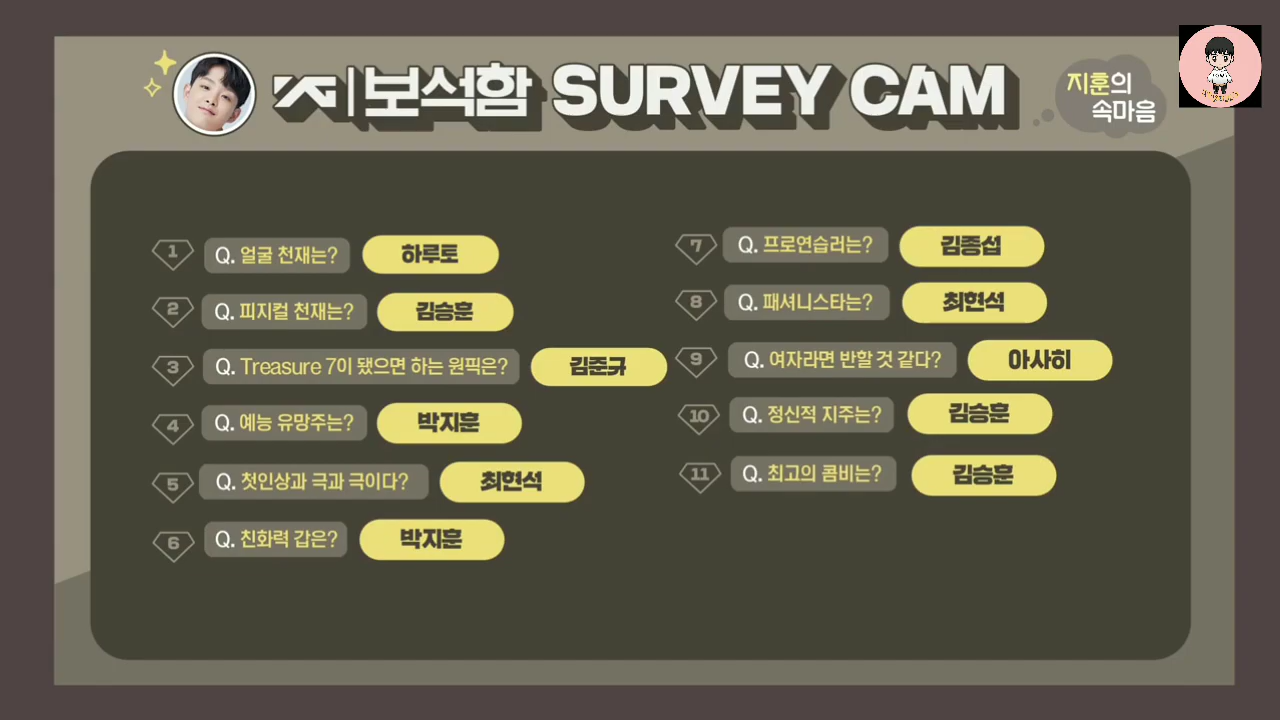 YG|보석함 SURVEY CAM
지훈의
속마음
1 Q. 얼굴 천재는? 하루토
2 Q. 피지컬 천재는? 김승훈
3 Q. Treasure 7이 됐으면 하는 원픽은? 김준규
4 Q. 예능 유망주는? 박지훈
5 Q. 첫인상과 극과 극이다? 최현석
6 Q. 친화력 갑은? 박지훈
7 Q. 프로연습러는? 김종섭
8 Q. 패셔니스타는? 최현석
9 Q. 여자라면 반할 것 같다? 아사히
10 Q. 정신적 지주는? 김승훈
11 Q. 최고의 콤비는? 김승훈